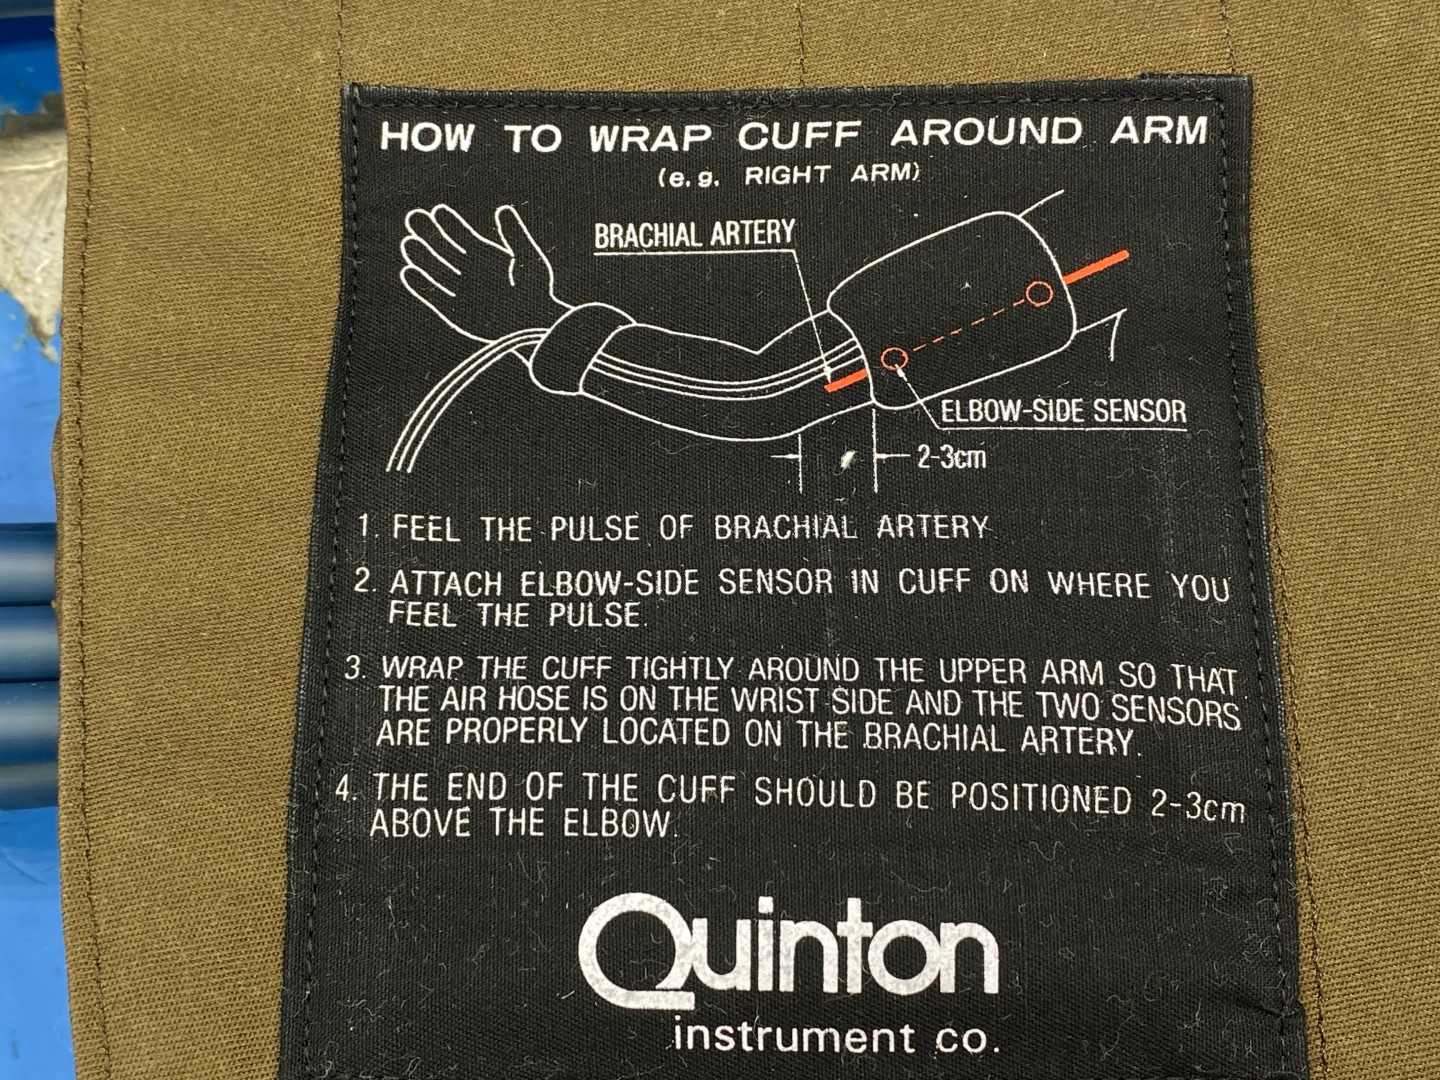 HOW TO WRAP CUFF AROUND ARM
(e.g. RIGHT ARM)
BRACHIAL ARTERY
ELBOW-SIDE SENSOR
2-3cm
1. FEEL THE PULSE OF BRACHIAL ARTERY
2. ATTACH ELBOW-SIDE SENSOR IN CUFF ON WHERE YOU
FEEL THE PULSE.
3. WRAP THE CUFF TIGHTLY AROUND THE UPPER ARM SO THAT
THE AIR HOSE IS ON THE WRIST SIDE AND THE TWO SENSORS
ARE PROPERLY LOCATED ON THE BRACHIAL ARTERY.
4. THE END OF THE CUFF SHOULD BE POSITIONED 2-3cm
ABOVE THE ELBOW.
Quinton
instrument co.